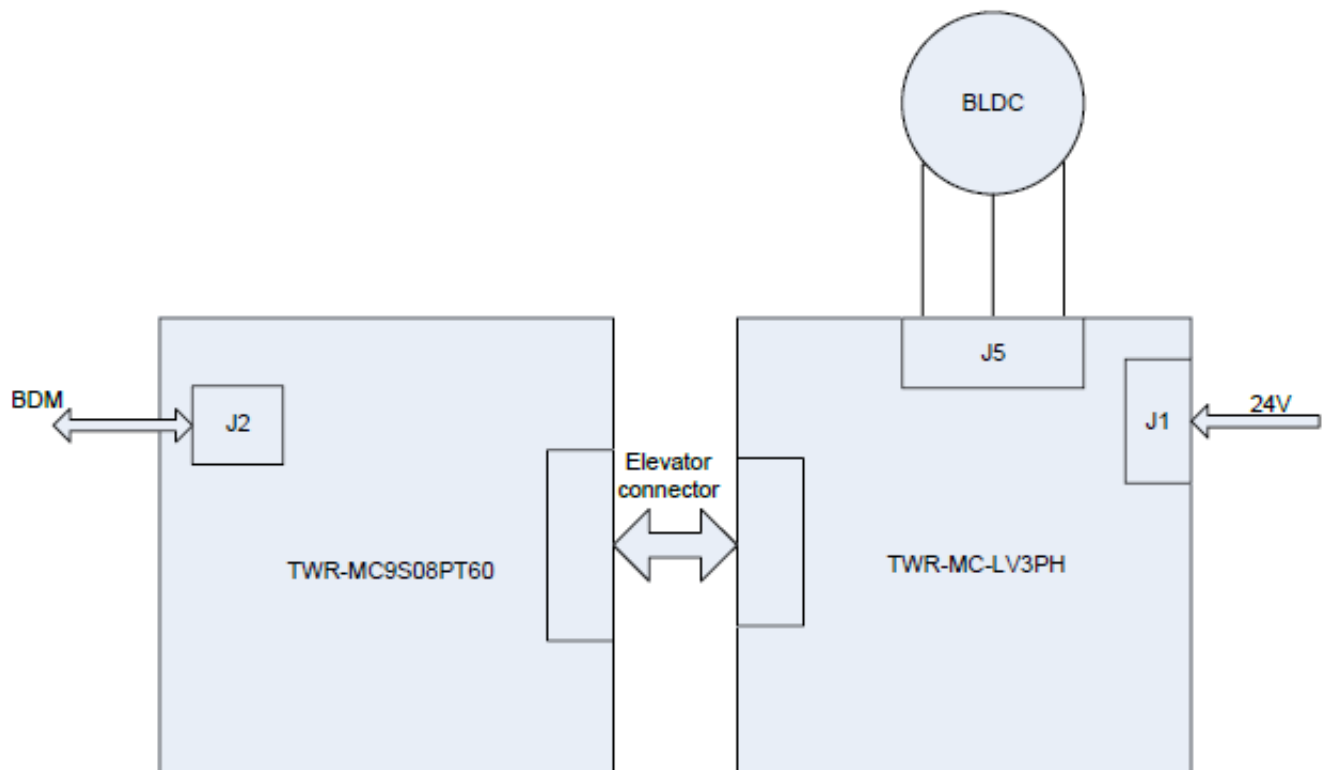 BLDC
J5
BDM
J2
J1
24V
Elevator
connector
TWR-MC9S08PT60
TWR-MC-LV3PH